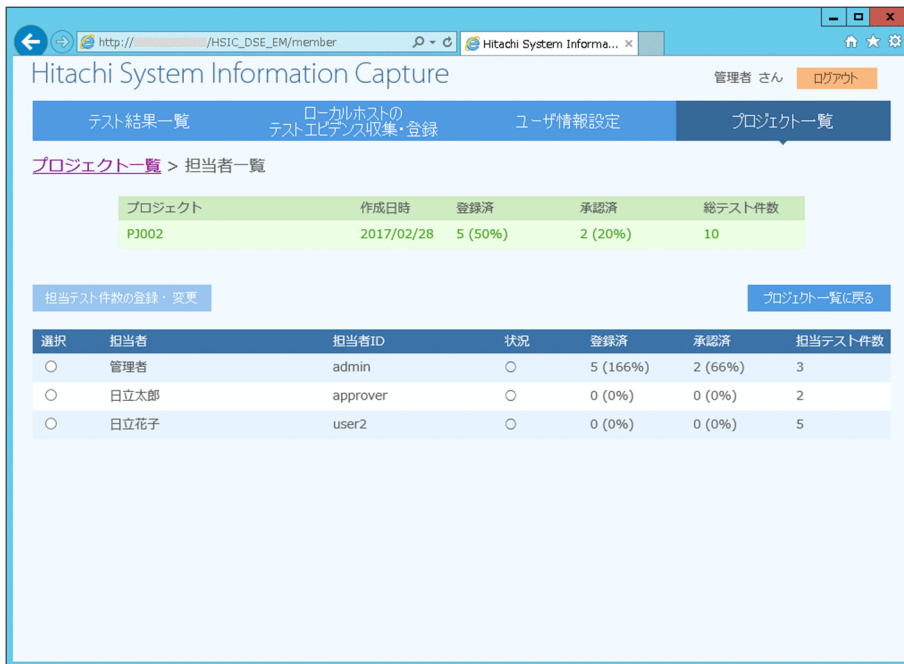 http:// /HSIC_DSE_EM/member
Hitachi System Informa... ×
Hitachi System Information Capture
管理者 さん ログアウト
テスト結果一覧 ローカルホストの ユーザ情報設定 プロジェクト一覧
テストエビデンス収集・登録
プロジェクト一覧 > 担当者一覧
プロジェクト 作成日時 登録済 承認済 総テスト件数
PJ002 2017/02/28 5 (50%) 2 (20%) 10
担当テスト件数の登録・ 変更 プロジェクト一覧に戻る
選択 担当者 担当者ID 状況 登録済 承認済 担当テスト件数
管理者 admin ○ 5 (166%) 2 (66%) 3
日立太郎 approver ○ 0 (0%) 0 (0%) 2
日立花子 user2 ○ 0 (0%) 0 (0%) 5